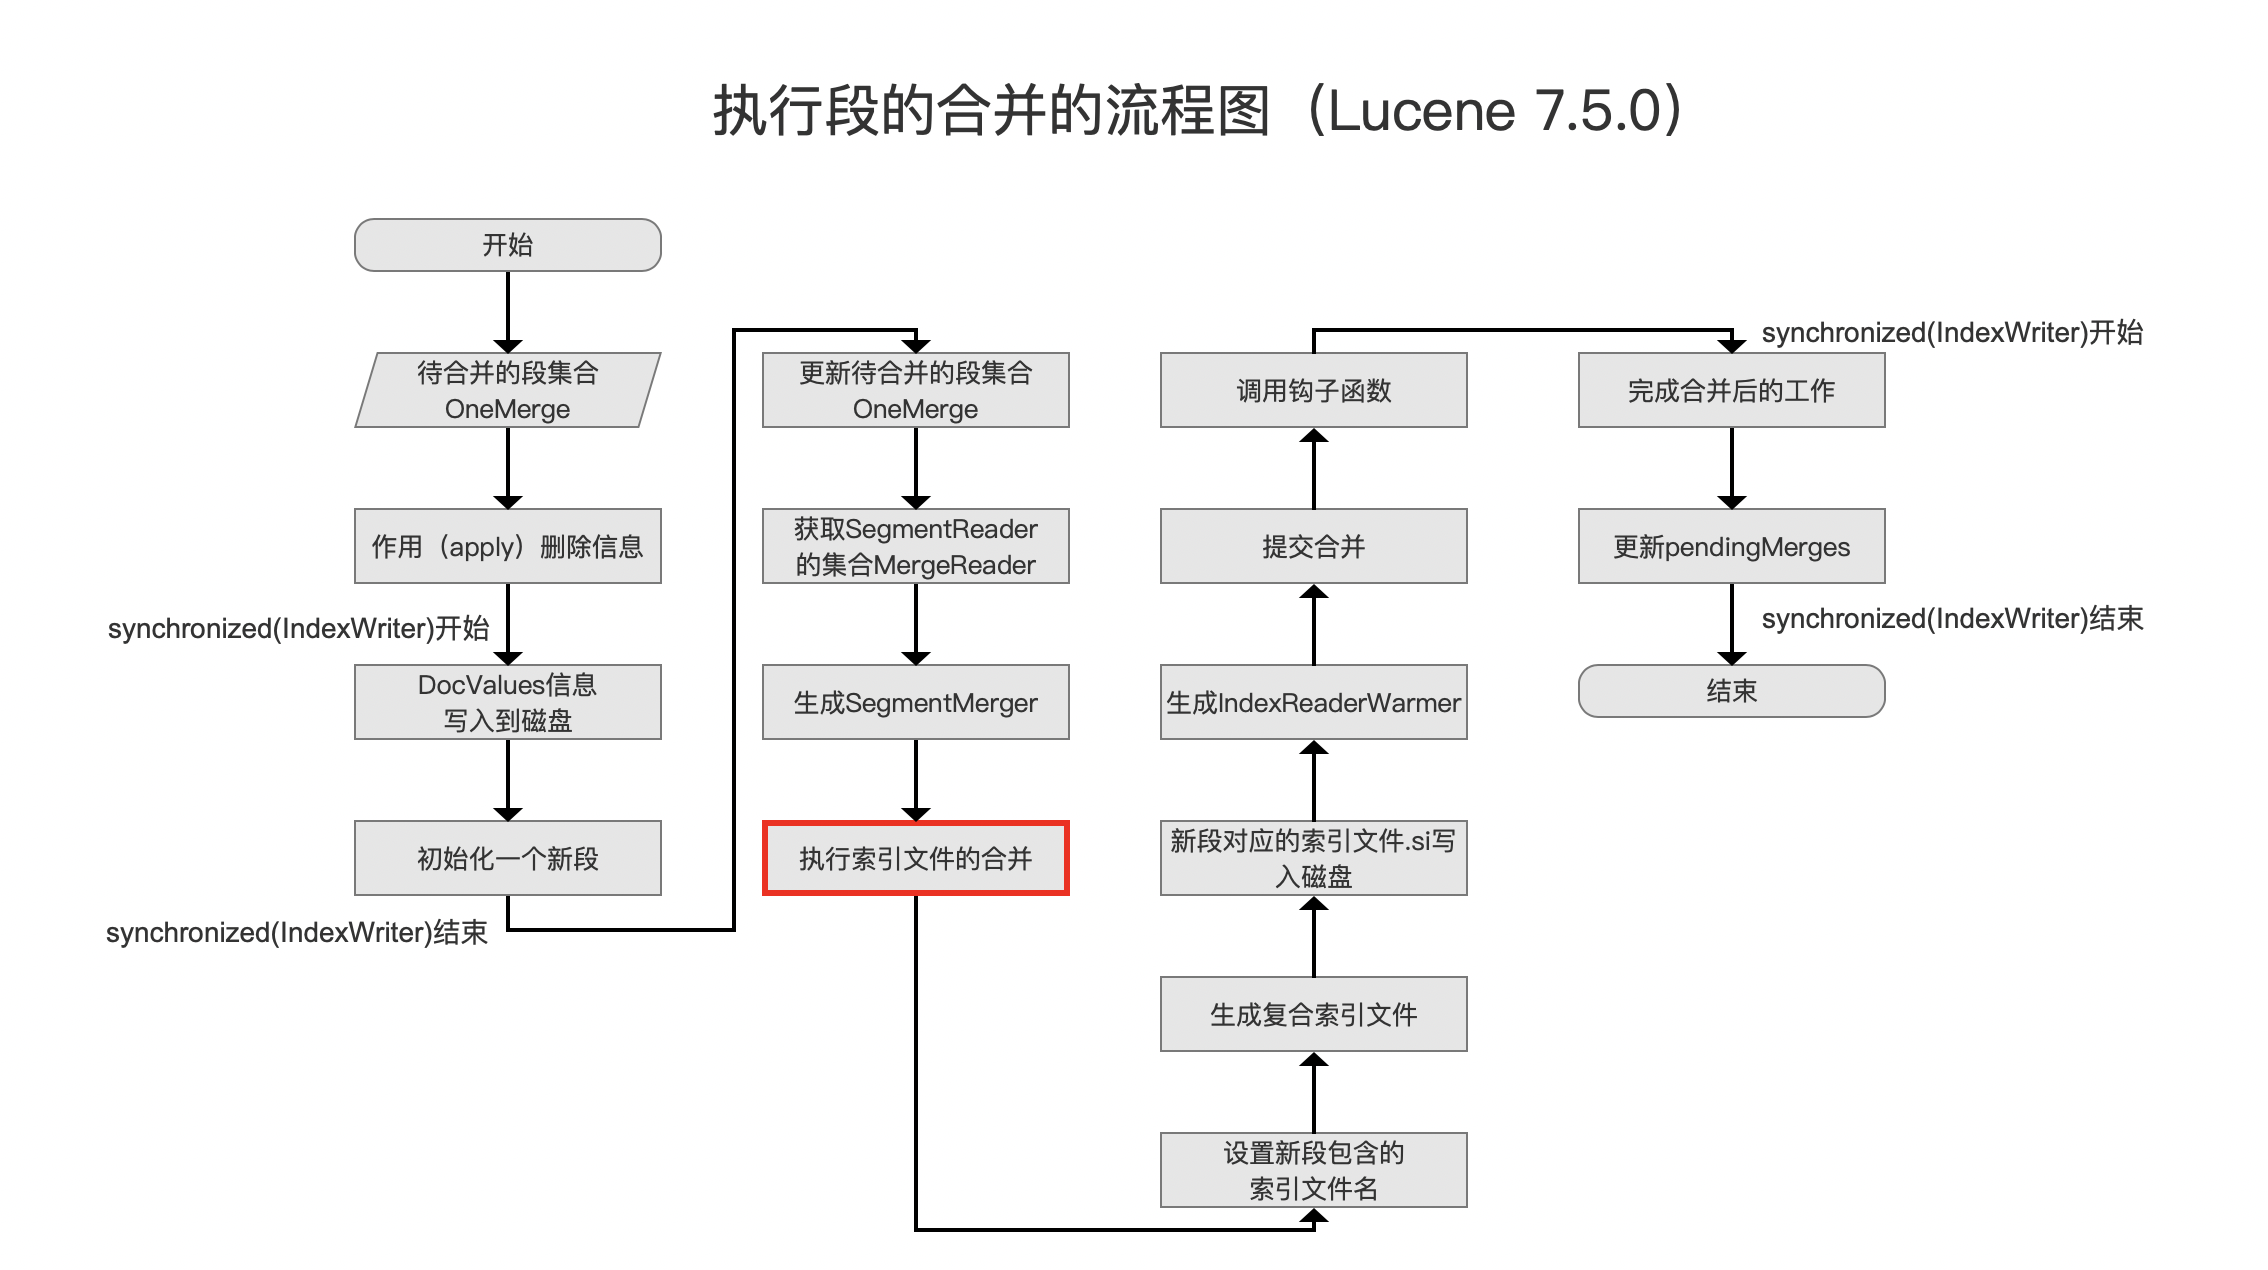 执行段的合并的流程图（Lucene 7.5.0）
开始
待合并的段集合
OneMerge
作用（apply）删除信息
synchronized(IndexWriter)开始
DocValues信息
写入到磁盘
初始化一个新段
synchronized(IndexWriter)结束
更新待合并的段集合
OneMerge
获取SegmentReader
的集合MergeReader
生成SegmentMerger
执行索引文件的合并
设置新段包含的
索引文件名
生成复合索引文件
新段对应的索引文件.si写
入磁盘
生成IndexReaderWarmer
提交合并
调用钩子函数
synchronized(IndexWriter)开始
完成合并后的工作
更新pendingMerges
synchronized(IndexWriter)结束
结束